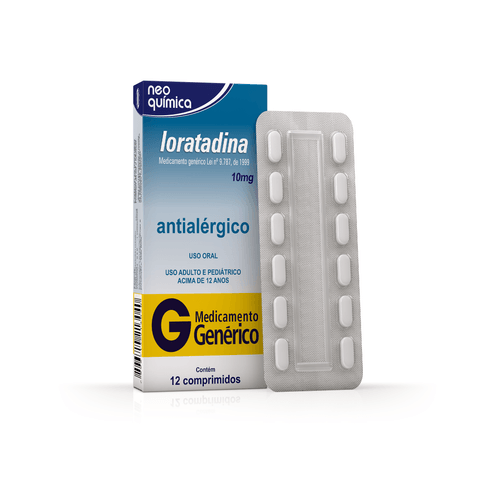 neo
química
loratadina
Medicamento genérico Lei nº 9.787, de 1999
10mg
antialérgico
USO ORAL
USO ADULTO E PEDIÁTRICO
ACIMA DE 12 ANOS
G Medicamento
Genérico
Contém
12 comprimidos